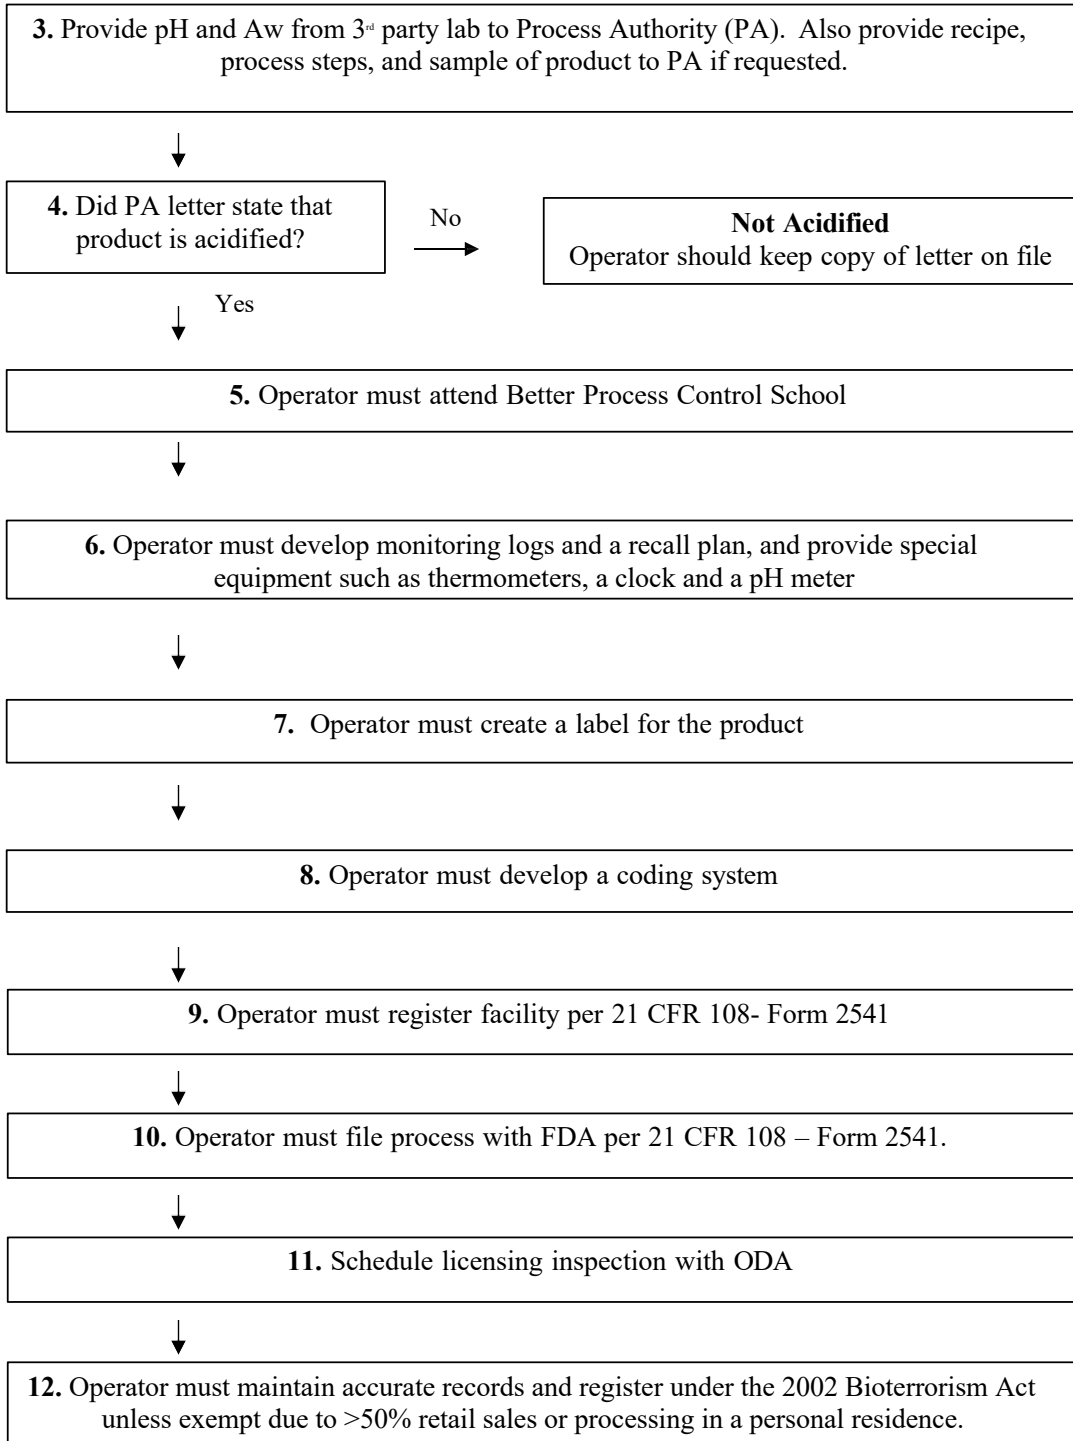 3. Provide pH and Aw from 3rd party lab to Process Authority (PA). Also provide recipe,
process steps, and sample of product to PA if requested.
4. Did PA letter state that
product is acidified?
No
Not Acidified
Operator should keep copy of letter on file
Yes
5. Operator must attend Better Process Control School
6. Operator must develop monitoring logs and a recall plan, and provide special
equipment such as thermometers, a clock and a pH meter
7. Operator must create a label for the product
8. Operator must develop a coding system
9. Operator must register facility per 21 CFR 108- Form 2541
10. Operator must file process with FDA per 21 CFR 108 – Form 2541.
11. Schedule licensing inspection with ODA
12. Operator must maintain accurate records and register under the 2002 Bioterrorism Act
unless exempt due to >50% retail sales or processing in a personal residence.